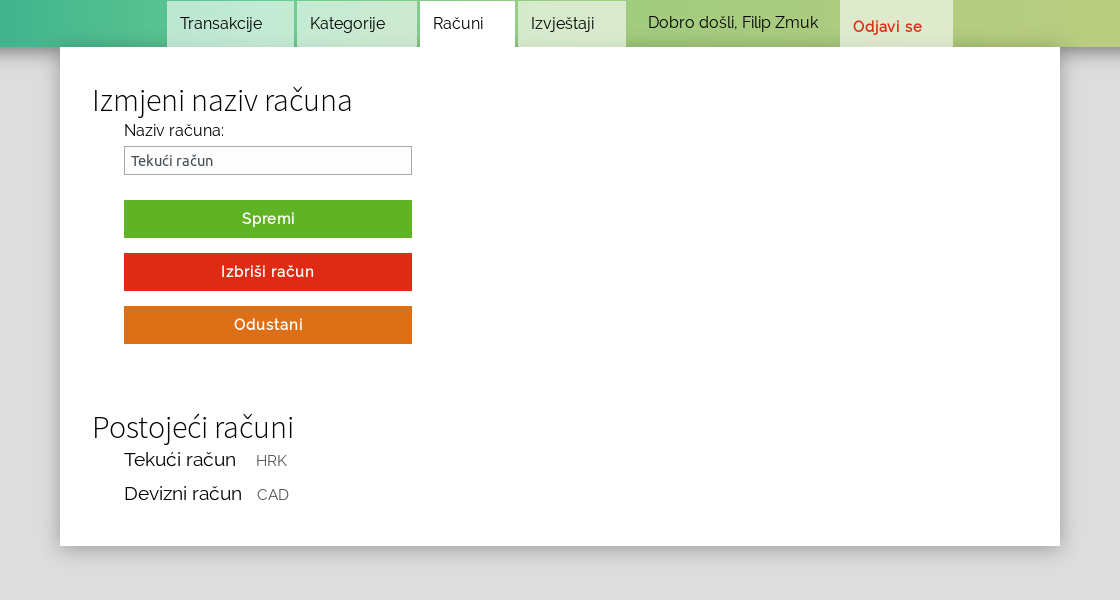 Transakcije Kategorije Računi Izvještaji Dobro došli, Filip Zmuk Odjavi se
Izmjeni naziv računa
Naziv računa:
Tekući račun
Spremi
Izbriši račun
Odustani
Postojeći računi
Tekući račun HRK
Devizni račun CAD